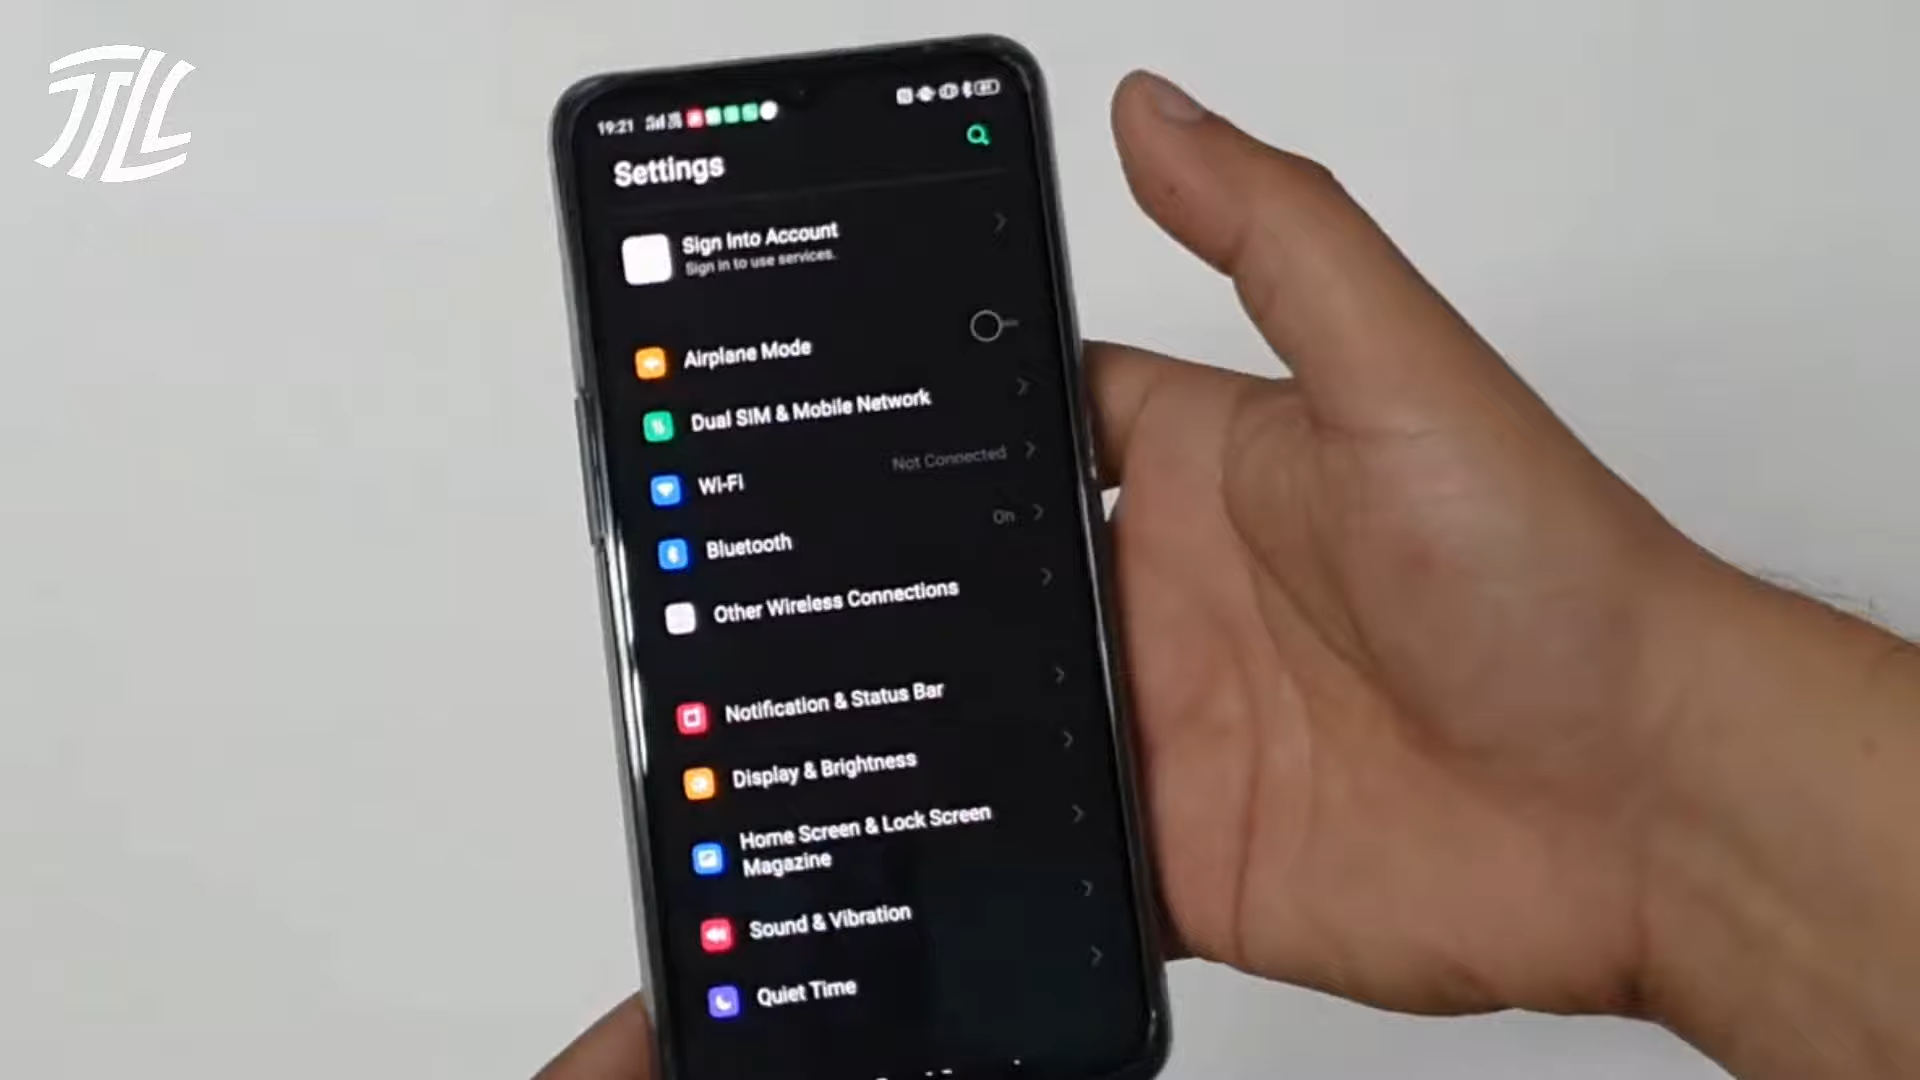 TLC
19:21
Settings
Sign Into Account
Sign in to use services.
Airplane Mode
Dual SIM & Mobile Network
Wi-Fi
Not Connected
Bluetooth
On
Other Wireless Connections
Notification & Status Bar
Display & Brightness
Home Screen & Lock Screen
Magazine
Sound & Vibration
Quiet Time